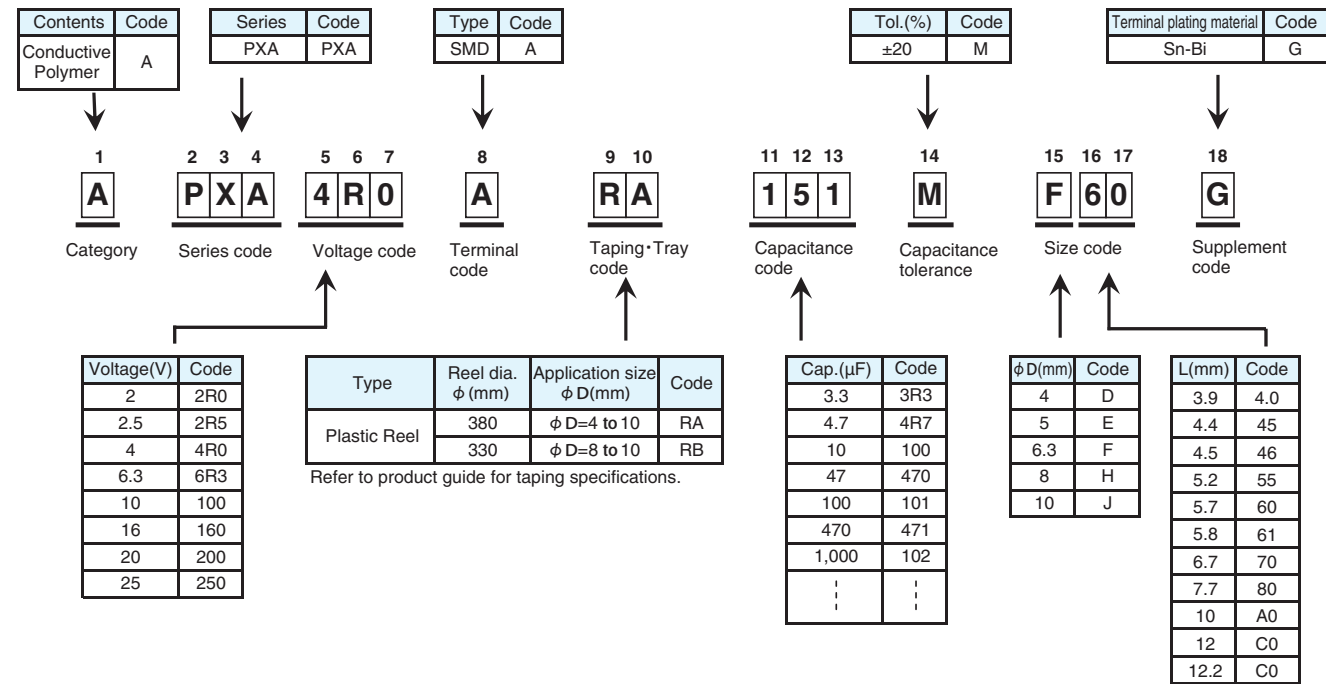 Contents Code
Conductive Polymer A
Series Code
PXA PXA
Type Code
SMD A
Tol.(%) Code
±20 M
Terminal plating material Code
Sn-Bi G
1 2 3 4 5 6 7 8 9 10 11 12 13 14 15 16 17 18
A P X A 4 R 0 A R A 1 5 1 M F 6 0 G
Category
Series code
Voltage code
Terminal
code
Taping・Tray
code
Capacitance
code
Capacitance
tolerance
Size code
Supplement
code
Voltage(V) Code
2 2R0
2.5 2R5
4 4R0
6.3 6R3
10 100
16 160
20 200
25 250
Type Reel dia. φ (mm) Application size φ D(mm) Code
Plastic Reel 380 φ D=4 to 10 RA
330 φ D=8 to 10 RB
Refer to product guide for taping specifications.
Cap.(µF) Code
3.3 3R3
4.7 4R7
10 100
47 470
100 101
470 471
1,000 102
φ D(mm) Code
4 D
5 E
6.3 F
8 H
10 J
L(mm) Code
3.9 4.0
4.4 45
4.5 46
5.2 55
5.7 60
5.8 61
6.7 70
7.7 80
10 A0
12 C0
12.2 C0